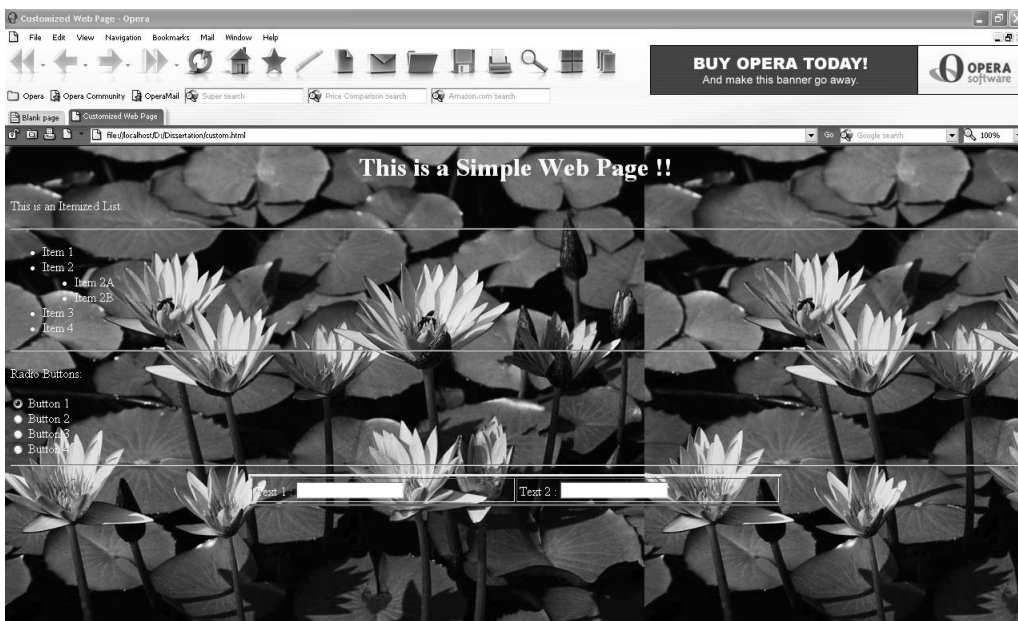 Customized Web Page - Opera
File Edit View Navigation Bookmarks Mail Window Help
BUY OPERA TODAY!
And make this banner go away.
OPERA
software
Opera Opera Community OperaMail Super search Price Comparison search Amazon.com search
Blank page Customized Web Page
file://localhost/D:/Dissertation/custom.html Go Google search 100%
This is a Simple Web Page !!
This is an Itemized List:
Item 1
Item 2
Item 2A
Item 2B
Item 3
Item 4
Radio Buttons:
Button 1
Button 2
Button 3
Button 4
Text 1 : Text 2 :